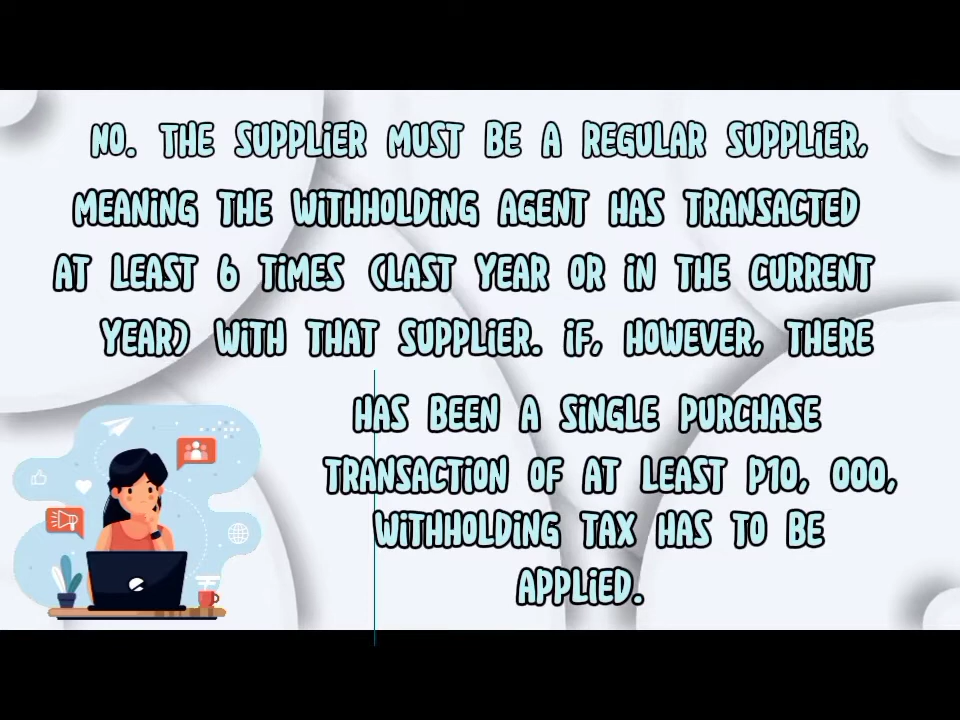 NO. THE SUPPLiER MUST BE A REGULAR SUPPLiER,
MEANiNG THE WiTHHOLDiNG AGENT HAS TRANSACTED
AT LEAST 6 TiMES (LAST YEAR OR iN THE CURRENT
YEAR) WiTH THAT SUPPLiER. iF, HOWEVER, THERE
HAS BEEN A SiNGLE PURCHASE
TRANSACTiON OF AT LEAST P10, 000,
WiTHHOLDiNG TAX HAS TO BE
APPLiED.